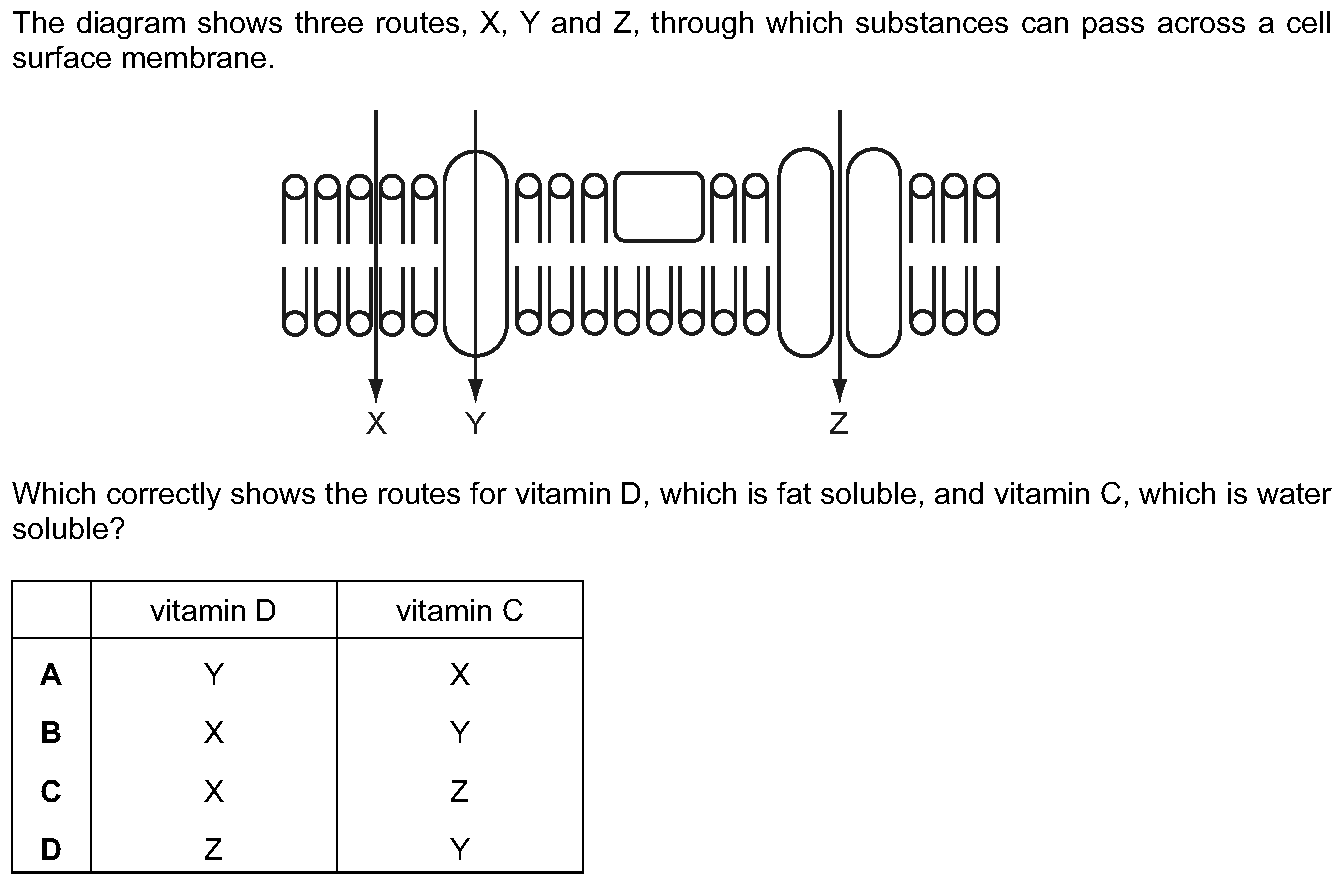 The diagram shows three routes, X, Y and Z, through which substances can pass across a cell
surface membrane.
X Y Z
Which correctly shows the routes for vitamin D, which is fat soluble, and vitamin C, which is water
soluble?
vitamin D vitamin C
A Y X
B X Y
C X Z
D Z Y